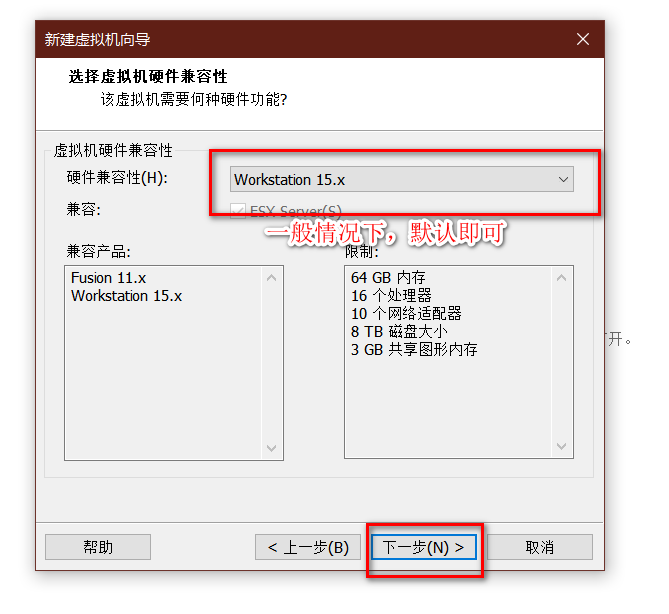 新建虚拟机向导
选择虚拟机硬件兼容性
该虚拟机需要何种硬件功能?
虚拟机硬件兼容性
硬件兼容性(H):
Workstation 15.x
兼容:
ESX Server(S)
一般情况下，默认即可
兼容产品:
限制:
Fusion 11.x
Workstation 15.x
64 GB 内存
16 个处理器
10 个网络适配器
8 TB 磁盘大小
3 GB 共享图形内存
开。
帮助
< 上一步(B)
下一步(N) >
取消